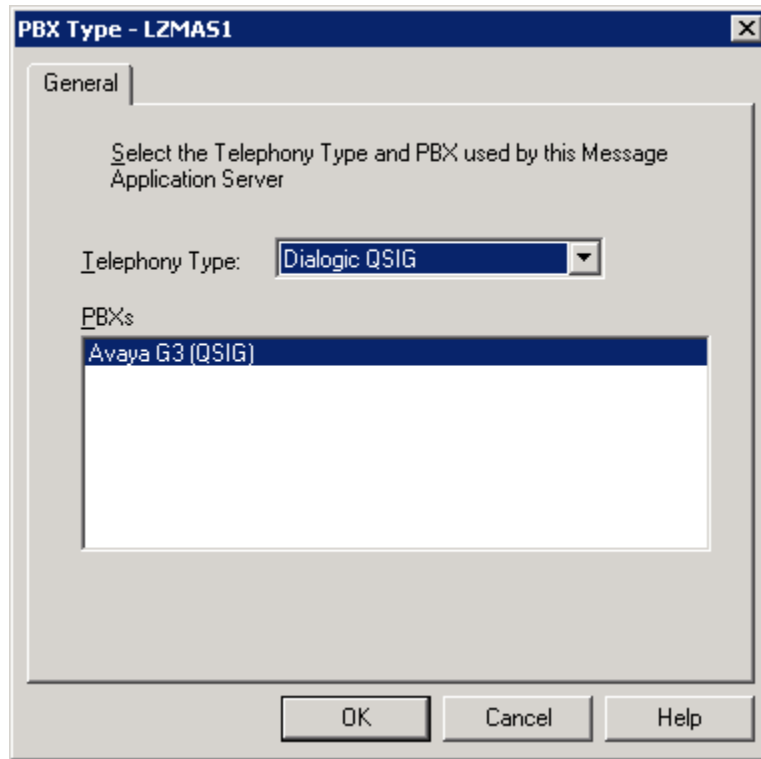 PBX Type - LZMAS1
General
Select the Telephony Type and PBX used by this Message
Application Server
Telephony Type: Dialogic QSIG
PBXs
Avaya G3 (QSIG)
OK Cancel Help